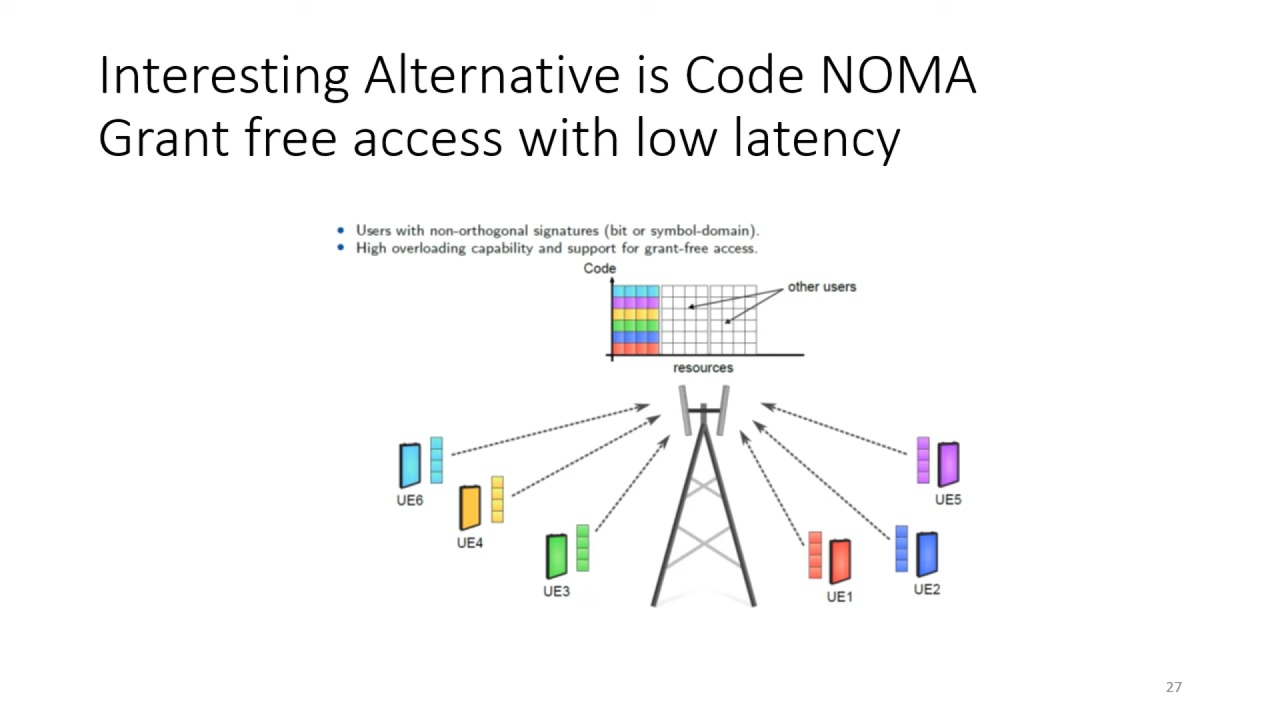 Interesting Alternative is Code NOMA
Grant free access with low latency
• Users with non-orthogonal signatures (bit or symbol-domain).
• High overloading capability and support for grant-free access.
Code
other users
resources
UE6
UE4
UE3
UE1
UE2
UE5
27